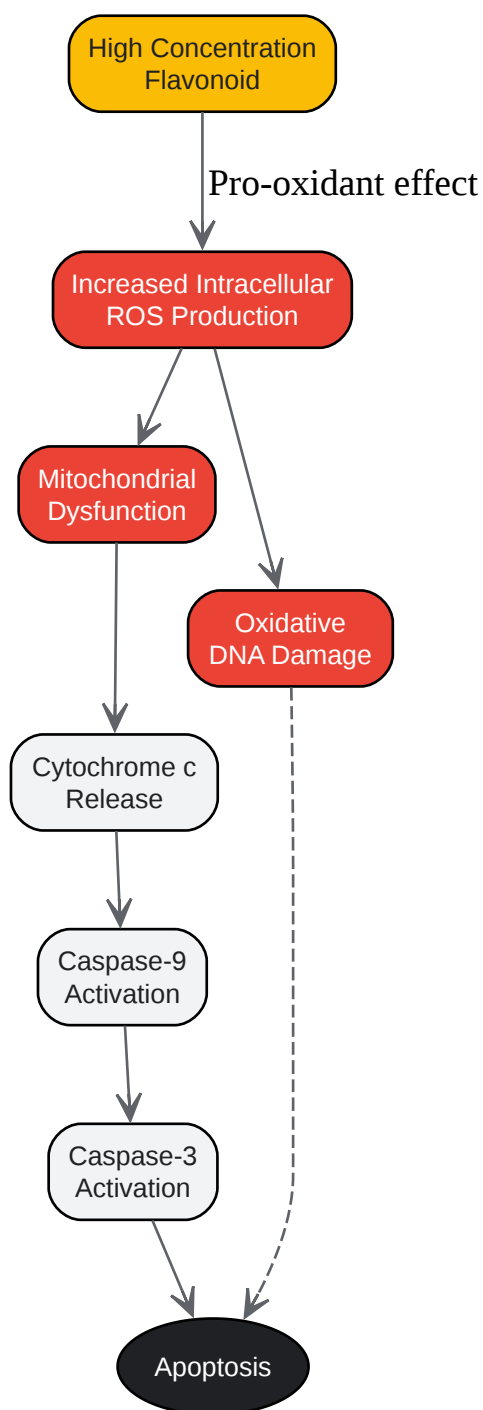 High Concentration
Flavonoid
Pro-oxidant effect
Increased Intracellular
ROS Production
Mitochondrial
Dysfunction
Oxidative
DNA Damage
Cytochrome c
Release
Caspase-9
Activation
Caspase-3
Activation
Apoptosis